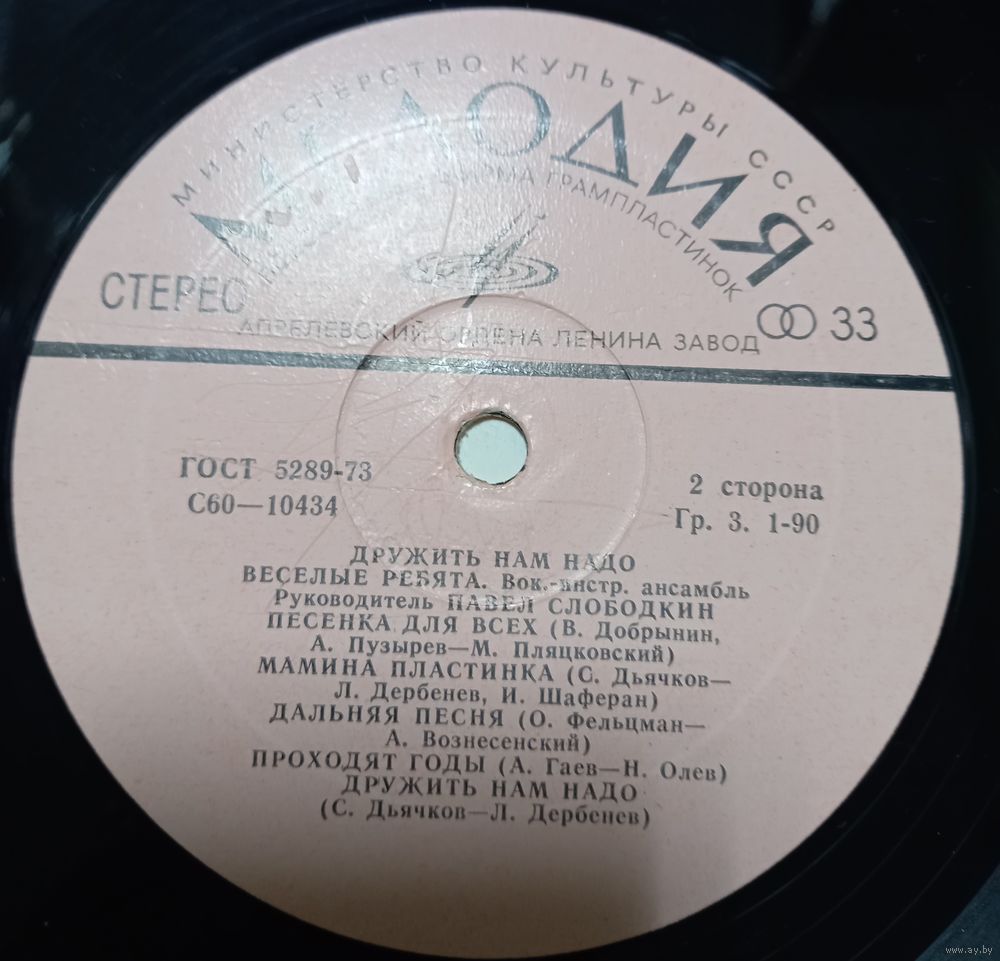 МИНИСТЕРСТВО КУЛЬТУРЫ СССР
МЕЛОДИЯ
ФИРМА ГРАМПЛАСТИНОК
СТЕРЕО
33
АПРЕЛЕВСКИЙ ОРДЕНА ЛЕНИНА ЗАВОД
ГОСТ 5289-73
С60—10434
2 сторона
Гр. 3. 1-90
ДРУЖИТЬ НАМ НАДО
ВЕСЕЛЫЕ РЕБЯТА. Вок.-инстр. ансамбль
Руководитель ПАВЕЛ СЛОБОДКИН
ПЕСЕНКА ДЛЯ ВСЕХ (В. Добрынин,
А. Пузырев—М. Пляцковский)
МАМИНА ПЛАСТИНКА (С. Дьячков—
Л. Дербенев, И. Шаферан)
ДАЛЬНЯЯ ПЕСНЯ (О. Фельцман—
А. Вознесенский)
ПРОХОДЯТ ГОДЫ (А. Гаев—Н. Олев)
ДРУЖИТЬ НАМ НАДО
(С. Дьячков—Л. Дербенев)
www.ay.by